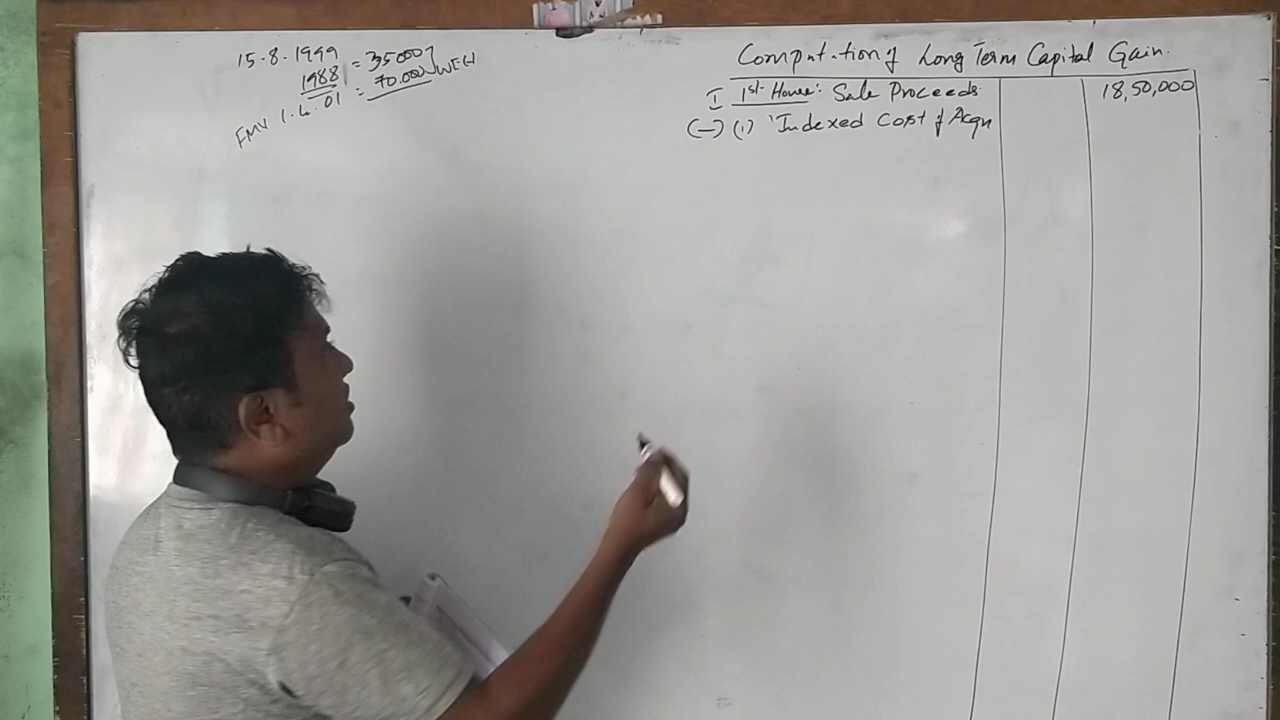 15.8.1999 = 35000
1988
FMV 1.4.01 = 70.000 WEH
Computation of Long Term Capital Gain.
I 1st House: Sale Proceeds 18,50,000
(-) (1) Indexed Cost of Acqn